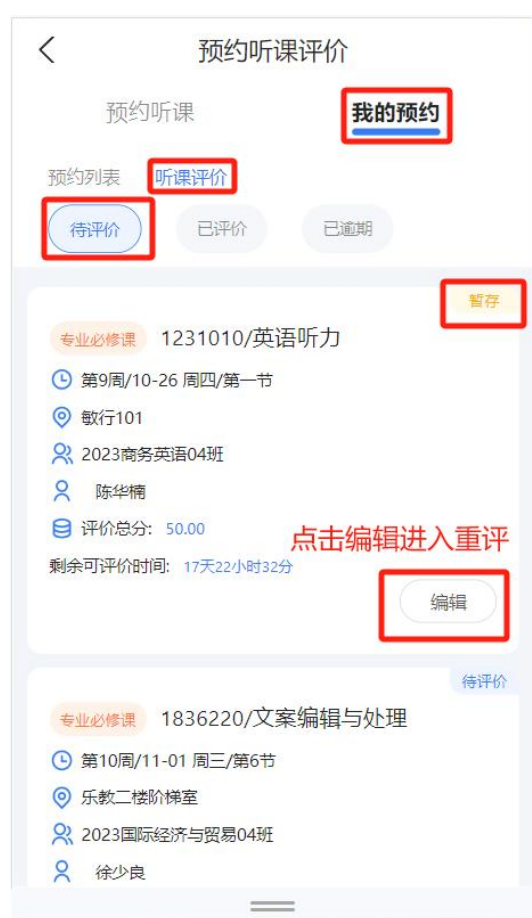 预约听课评价
预约听课 我的预约
预约列表 听课评价
待评价 已评价 已逾期
暂存
专业必修课 1231010/英语听力
第9周/10-26 周四/第一节
敏行101
2023商务英语04班
陈华楠
评价总分: 50.00
点击编辑进入重评
剩余可评价时间: 17天22小时32分
编辑
待评价
专业必修课 1836220/文案编辑与处理
第10周/11-01 周三/第6节
乐教二楼阶梯室
2023国际经济与贸易04班
徐少良